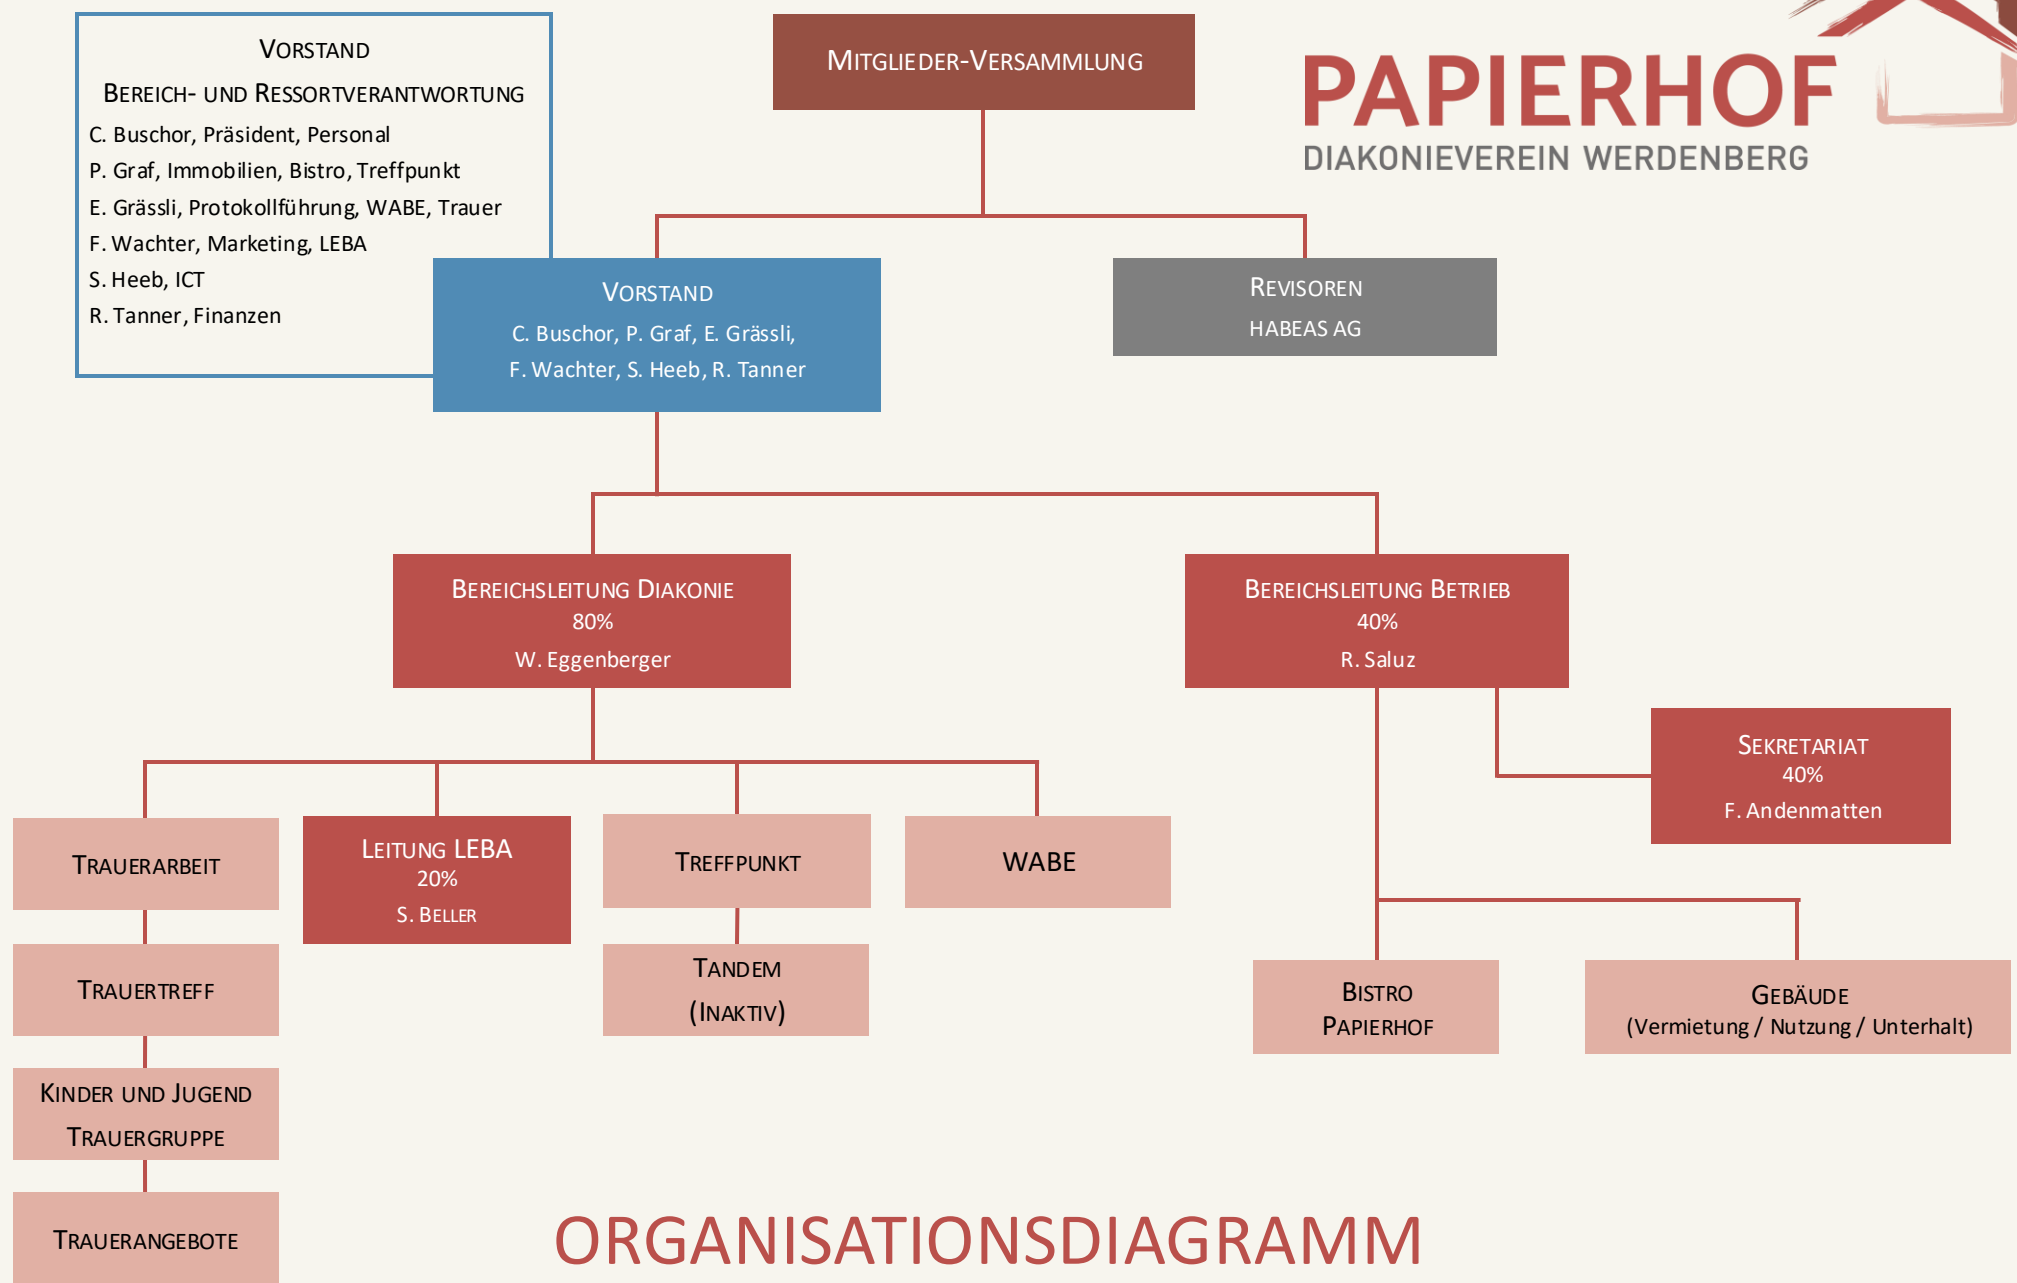 VORSTAND
BEREICH- UND RESSORTVERANTWORTUNG
C. Buschor, Präsident, Personal
P. Graf, Immobilien, Bistro, Treffpunkt
E. Grässli, Protokollführung, WABE, Trauer
F. Wachter, Marketing, LEBA
S. Heeb, ICT
R. Tanner, Finanzen
MITGLIEDER-VERSAMMLUNG
PAPIERHOF
DIAKONIEVEREIN WERDENBERG
VORSTAND
C. Buschor, P. Graf, E. Grässli,
F. Wachter, S. Heeb, R. Tanner
REVISOREN
HABEAS AG
BEREICHSLEITUNG DIAKONIE
80%
W. Eggenberger
BEREICHSLEITUNG BETRIEB
40%
R. Saluz
SEKRETARIAT
40%
F. Andenmatten
TRAUERARBEIT
LEITUNG LEBA
20%
S. BELLER
TREFFPUNKT
WABE
TRAUERTREFF
TANDEM
(INAKTIV)
BISTRO
PAPIERHOF
GEBÄUDE
(Vermietung / Nutzung / Unterhalt)
KINDER UND JUGEND
TRAUERGRUPPE
TRAUERANGEBOTE
ORGANISATIONSDIAGRAMM